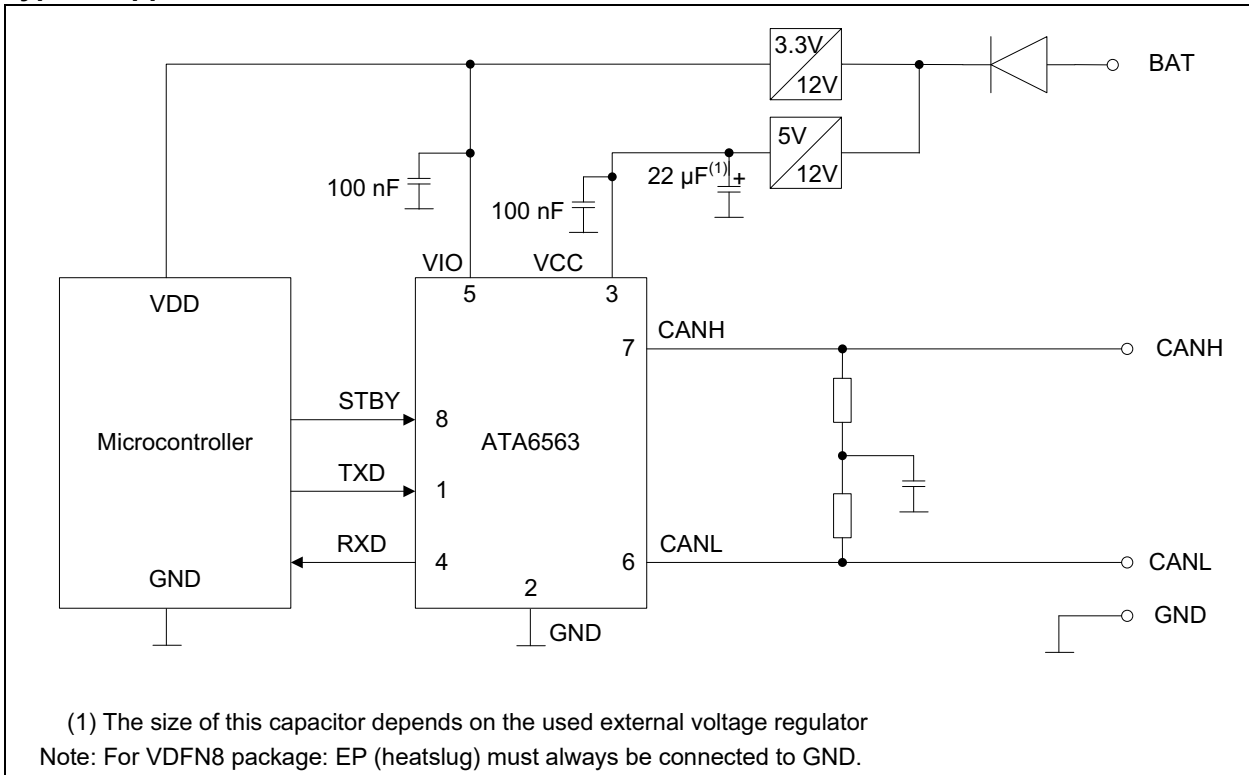 3.3V
12V
BAT
5V
12V
22 µF(1)
+
100 nF
100 nF
VIO
VCC
5
3
VDD
CANH
7
CANH
STBY
8
Microcontroller
ATA6563
TXD
1
RXD
4
CANL
6
CANL
GND
2
GND
GND
(1) The size of this capacitor depends on the used external voltage regulator
Note: For VDFN8 package: EP (heatslug) must always be connected to GND.